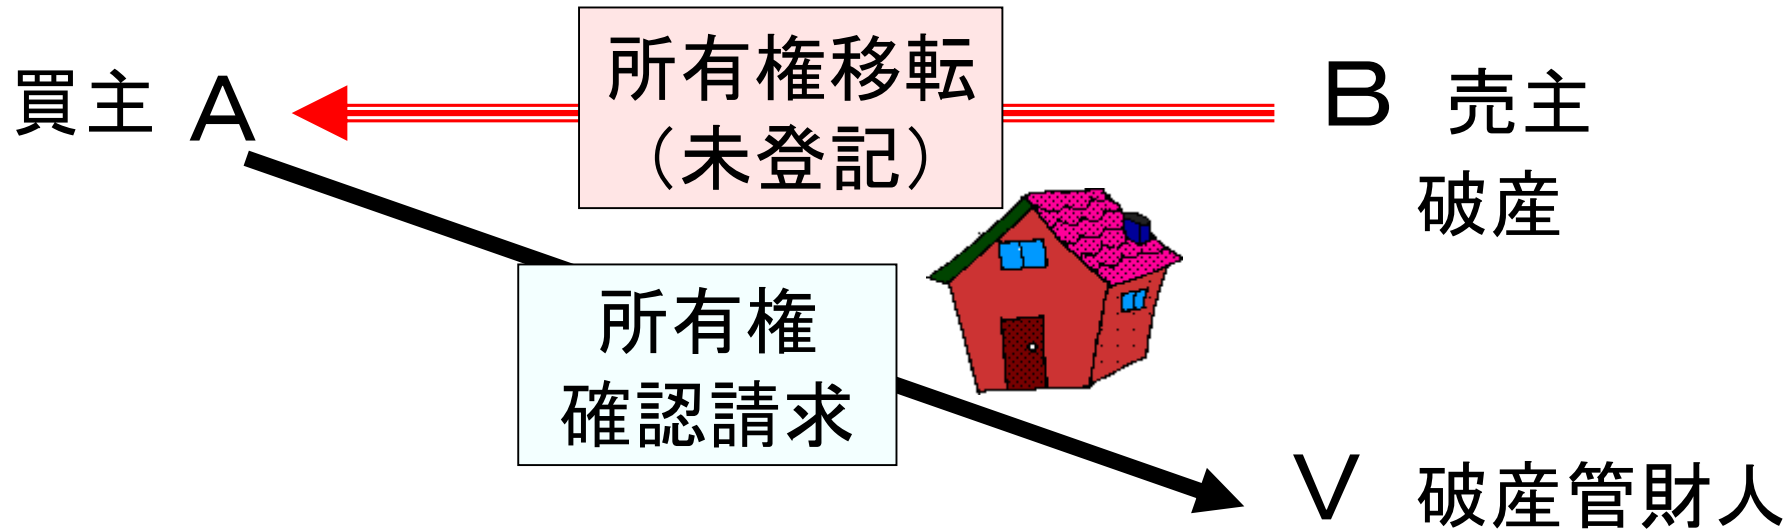 買主 A
所有権移転
(未登記)
B 売主
破産
所有権
確認請求
V 破産管財人